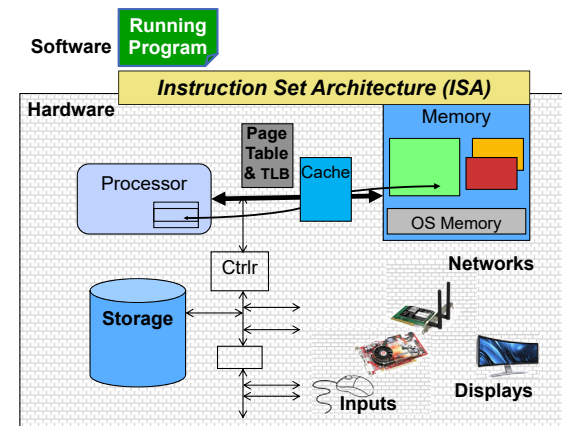 Running
Program
Software
Instruction Set Architecture (ISA)
Hardware
Memory
Page
Table
& TLB
Cache
Processor
OS Memory
Ctrlr
Networks
Storage
Displays
Inputs